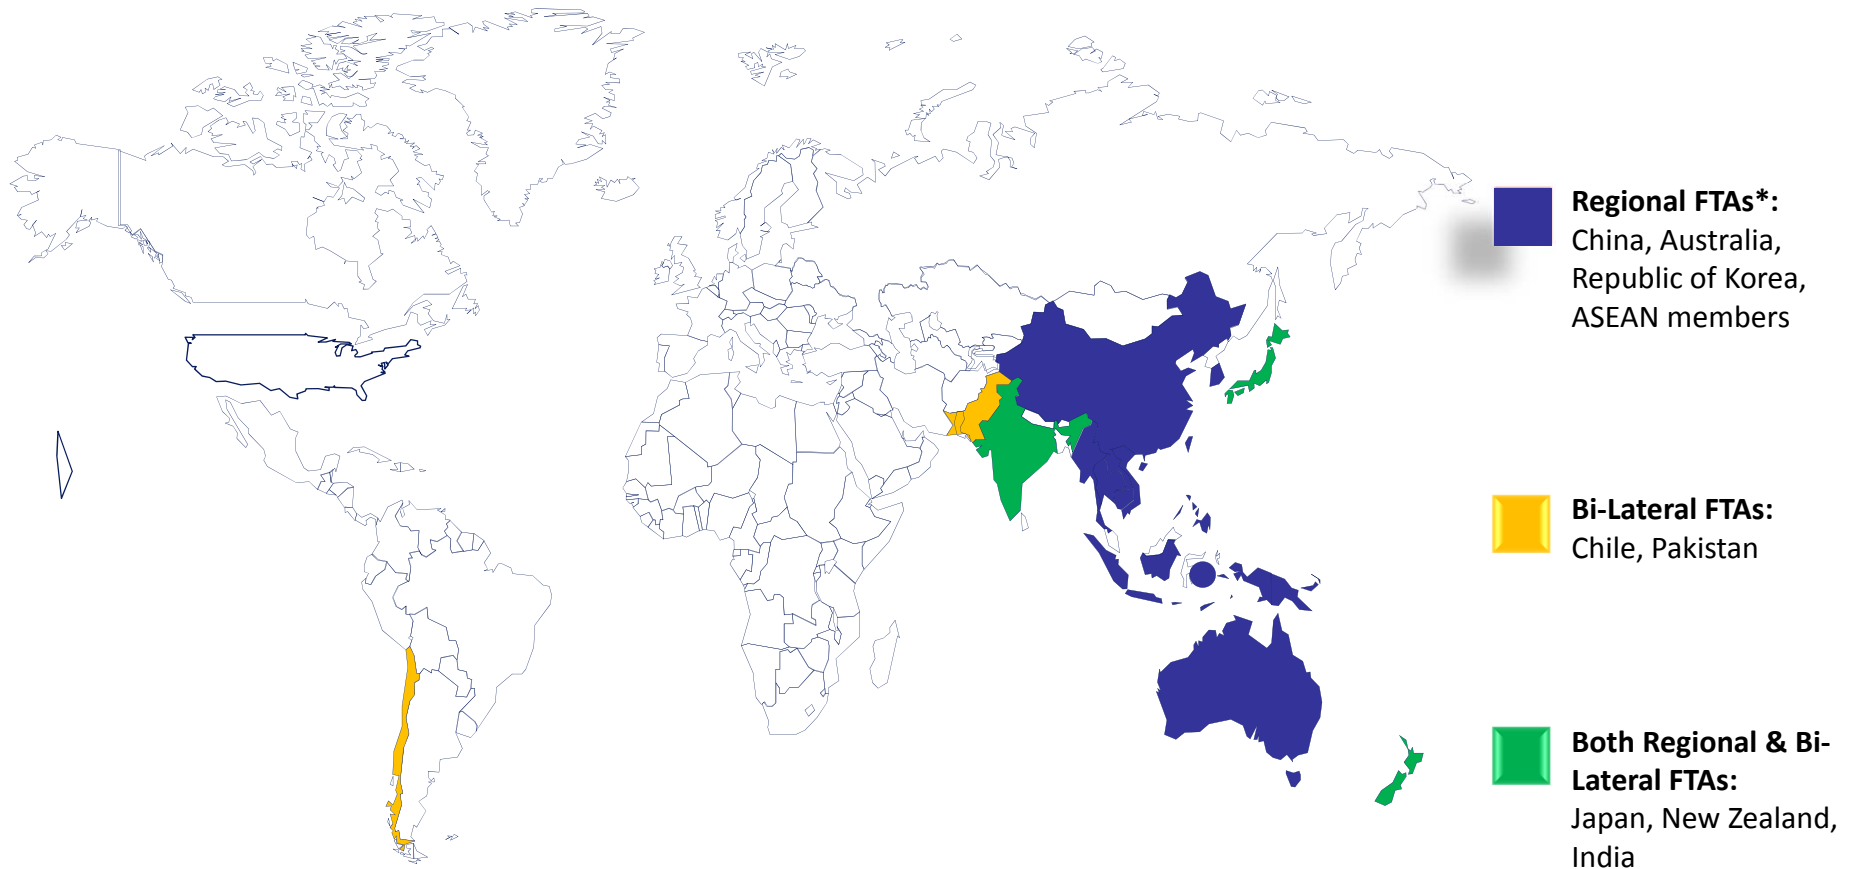 Regional FTAs*:
China, Australia,
Republic of Korea,
ASEAN members
Bi-Lateral FTAs:
Chile, Pakistan
Both Regional & Bi-
Lateral FTAs:
Japan, New Zealand,
India